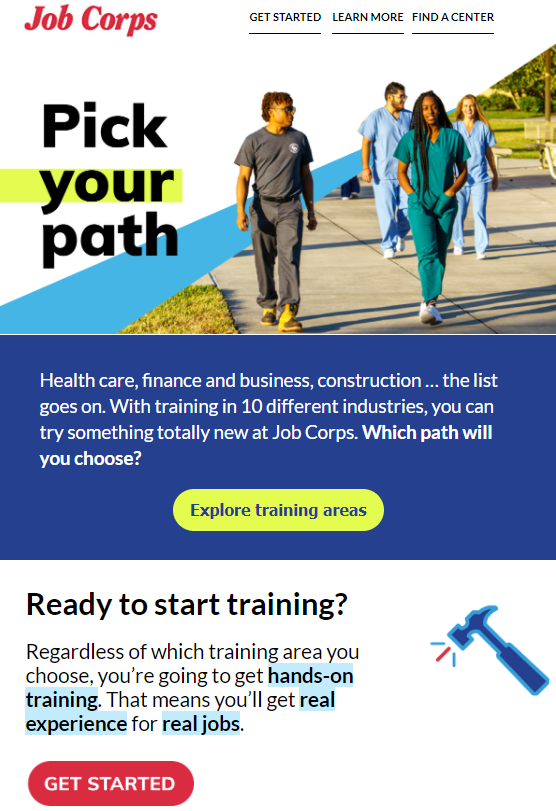 Job Corps
GET STARTED LEARN MORE FIND A CENTER
Pick
your
path
Health care, finance and business, construction … the list
goes on. With training in 10 different industries, you can
try something totally new at Job Corps. Which path will
you choose?
Explore training areas
Ready to start training?
Regardless of which training area you
choose, you’re going to get hands-on
training. That means you’ll get real
experience for real jobs.
GET STARTED